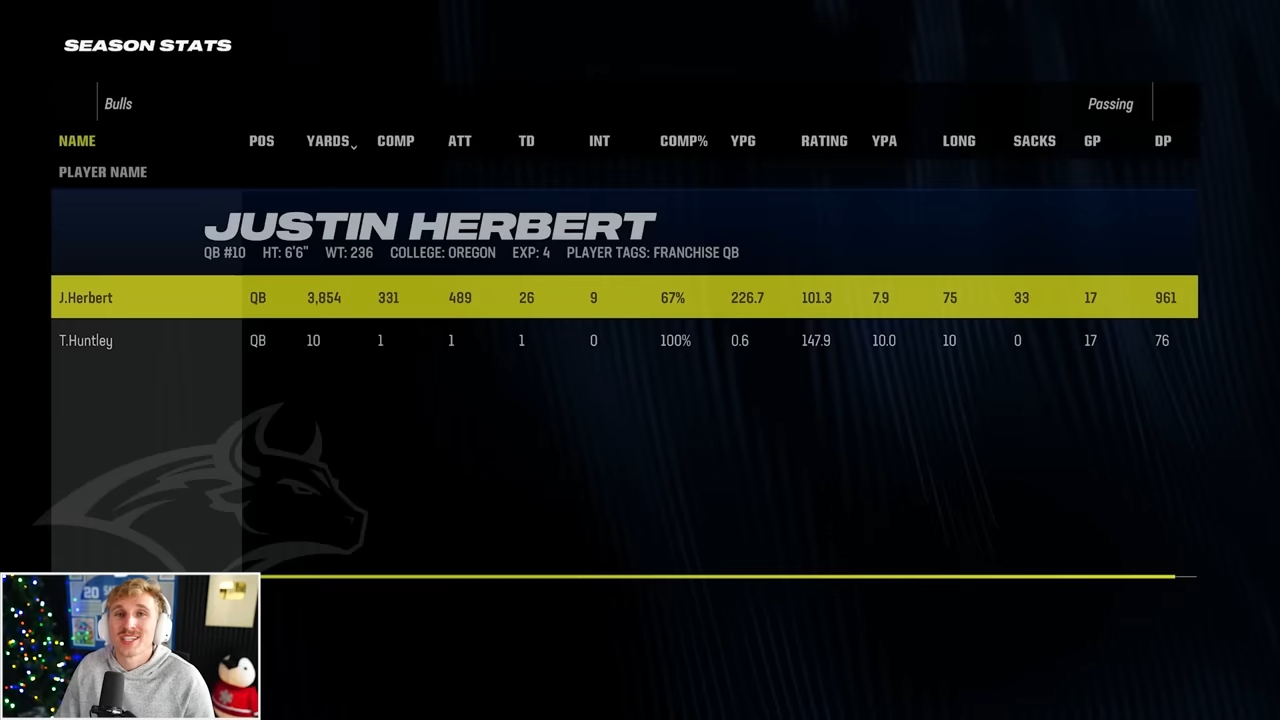 SEASON STATS
Bulls Passing
NAME POS YARDS COMP ATT TD INT COMP% YPG RATING YPA LONG SACKS GP DP
PLAYER NAME
JUSTIN HERBERT
QB #10 HT: 6'6" WT: 236 COLLEGE: OREGON EXP: 4 PLAYER TAGS: FRANCHISE QB
J.Herbert QB 3,854 331 489 26 9 67% 226.7 101.3 7.9 75 33 17 961
T.Huntley QB 10 1 1 1 0 100% 0.6 147.9 10.0 10 0 17 76
20